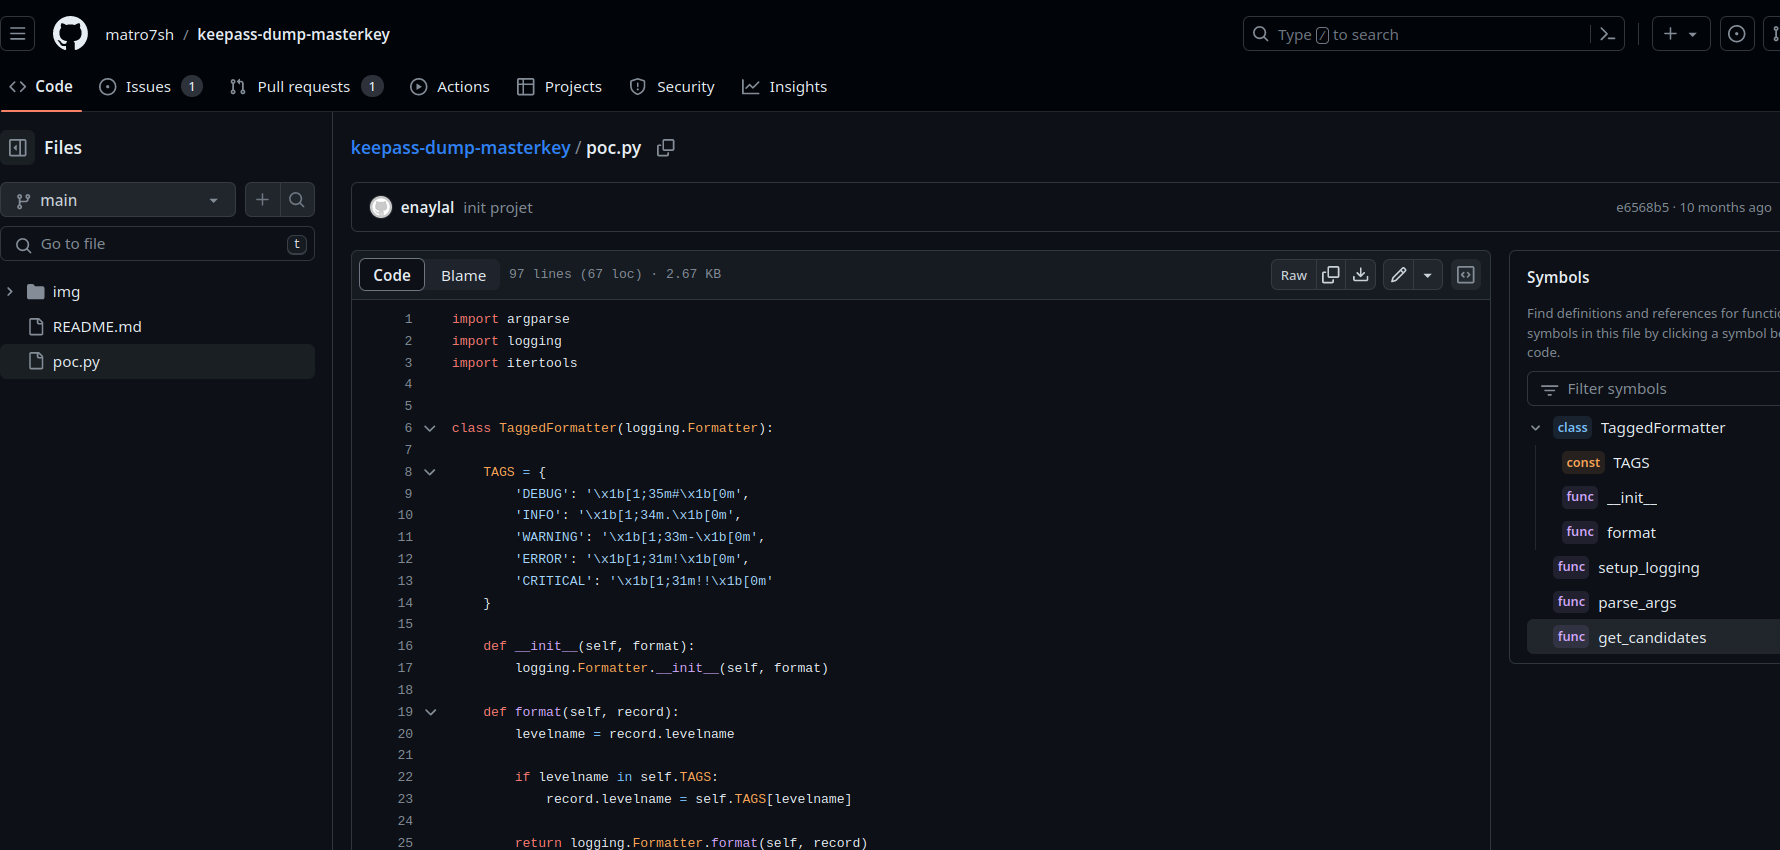 matro7sh / keepass-dump-masterkey
Type / to search
Code
Issues 1
Pull requests 1
Actions
Projects
Security
Insights
Files
main
Go to file t
img
README.md
poc.py
keepass-dump-masterkey / poc.py
enaylal init projet
e6568b5 · 10 months ago
Code Blame 97 lines (67 loc) · 2.67 KB
Raw
1 import argparse
2 import logging
3 import itertools
4
5
6 class TaggedFormatter(logging.Formatter):
7
8     TAGS = {
9         'DEBUG': '\x1b[1;35m#\x1b[0m',
10         'INFO': '\x1b[1;34m.\x1b[0m',
11         'WARNING': '\x1b[1;33m-\x1b[0m',
12         'ERROR': '\x1b[1;31m!\x1b[0m',
13         'CRITICAL': '\x1b[1;31m!!\x1b[0m'
14     }
15
16     def __init__(self, format):
17         logging.Formatter.__init__(self, format)
18
19     def format(self, record):
20         levelname = record.levelname
21
22         if levelname in self.TAGS:
23             record.levelname = self.TAGS[levelname]
24
25         return logging.Formatter.format(self, record)
Symbols
Find definitions and references for functio
symbols in this file by clicking a symbol be
code.
Filter symbols
class TaggedFormatter
const TAGS
func __init__
func format
func setup_logging
func parse_args
func get_candidates